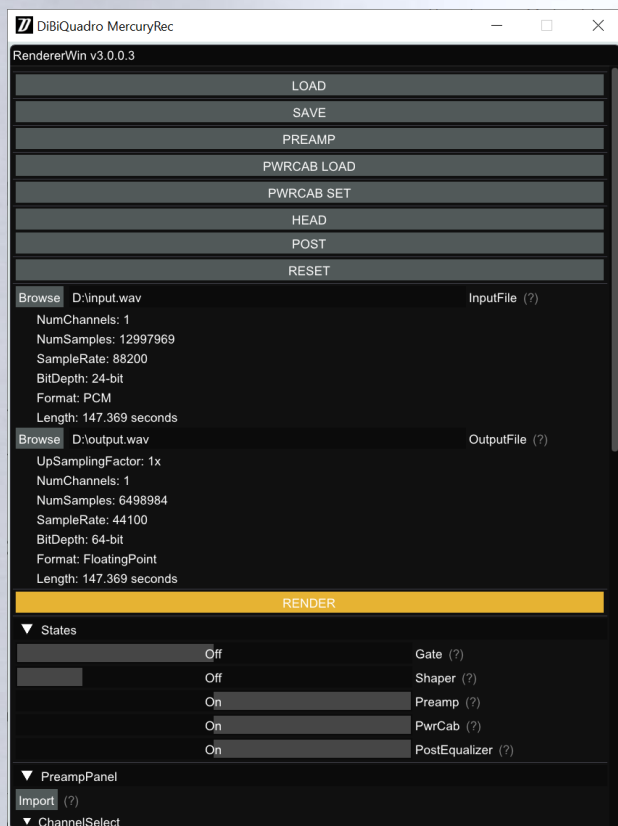 DiBiQuadro MercuryRec
RendererWin v3.0.0.3
LOAD
SAVE
PREAMP
PWRCAB LOAD
PWRCAB SET
HEAD
POST
RESET
Browse D:\input.wav InputFile (?)
NumChannels: 1
NumSamples: 12997969
SampleRate: 88200
BitDepth: 24-bit
Format: PCM
Length: 147.369 seconds
Browse D:\output.wav OutputFile (?)
UpSamplingFactor: 1x
NumChannels: 1
NumSamples: 6498984
SampleRate: 44100
BitDepth: 64-bit
Format: FloatingPoint
Length: 147.369 seconds
RENDER
States
Off Gate (?)
Off Shaper (?)
On Preamp (?)
On PwrCab (?)
On PostEqualizer (?)
PreampPanel
Import (?)
ChannelSelect